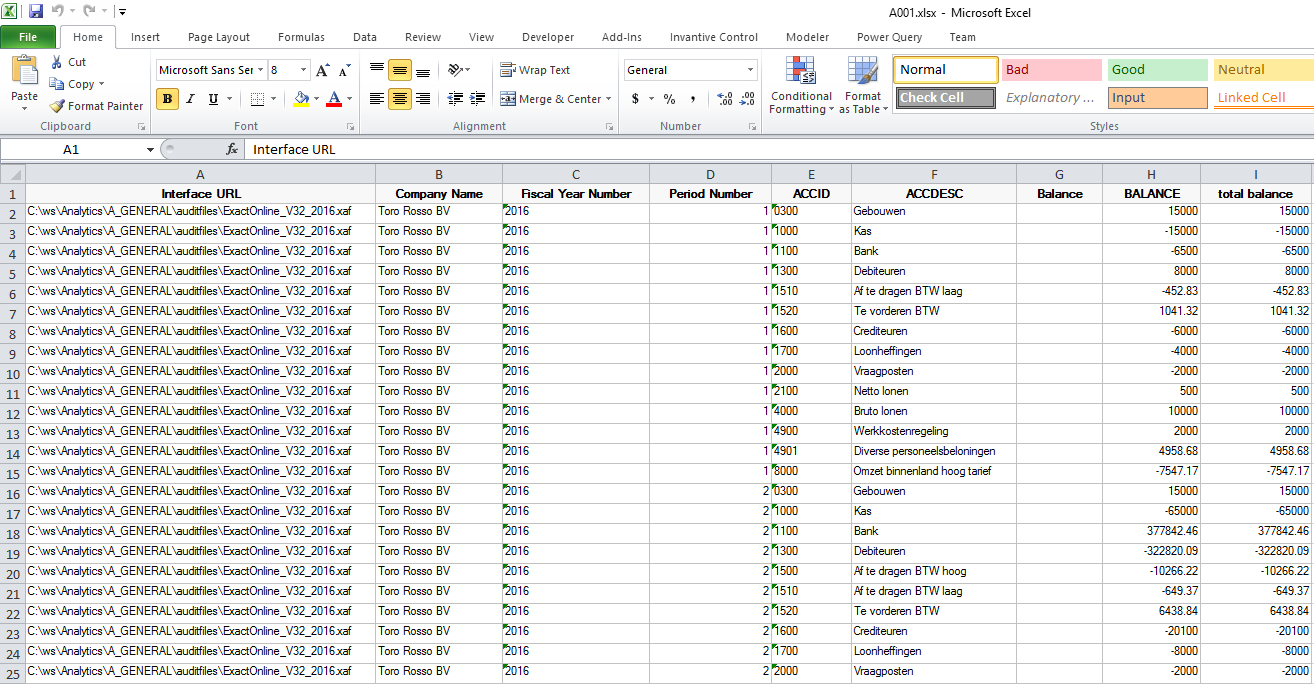 A001.xlsx - Microsoft Excel
File Home Insert Page Layout Formulas Data Review View Developer Add-Ins Invantive Control Modeler Power Query Team
Paste
Cut
Copy
Format Painter
Clipboard
Microsoft Sans Ser 8 A A
B I U A
Font
Wrap Text
Merge & Center
Alignment
General
$ % ,
Number
Conditional Formatting
Format as Table
Normal Bad Good Neutral
Check Cell Explanatory ... Input Linked Cell
Styles
A1 fx Interface URL
A B C D E F G H I
1 Interface URL Company Name Fiscal Year Number Period Number ACCID ACCDESC Balance BALANCE total balance
2 C:\ws\Analytics\A_GENERAL\auditfiles\ExactOnline_V32_2016.xaf Toro Rosso BV 2016 1 0300 Gebouwen 15000 15000
3 C:\ws\Analytics\A_GENERAL\auditfiles\ExactOnline_V32_2016.xaf Toro Rosso BV 2016 1 1000 Kas -15000 -15000
4 C:\ws\Analytics\A_GENERAL\auditfiles\ExactOnline_V32_2016.xaf Toro Rosso BV 2016 1 1100 Bank -6500 -6500
5 C:\ws\Analytics\A_GENERAL\auditfiles\ExactOnline_V32_2016.xaf Toro Rosso BV 2016 1 1300 Debiteuren 8000 8000
6 C:\ws\Analytics\A_GENERAL\auditfiles\ExactOnline_V32_2016.xaf Toro Rosso BV 2016 1 1510 Af te dragen BTW laag -452.83 -452.83
7 C:\ws\Analytics\A_GENERAL\auditfiles\ExactOnline_V32_2016.xaf Toro Rosso BV 2016 1 1520 Te vorderen BTW 1041.32 1041.32
8 C:\ws\Analytics\A_GENERAL\auditfiles\ExactOnline_V32_2016.xaf Toro Rosso BV 2016 1 1600 Crediteuren -6000 -6000
9 C:\ws\Analytics\A_GENERAL\auditfiles\ExactOnline_V32_2016.xaf Toro Rosso BV 2016 1 1700 Loonheffingen -4000 -4000
10 C:\ws\Analytics\A_GENERAL\auditfiles\ExactOnline_V32_2016.xaf Toro Rosso BV 2016 1 2000 Vraagposten -2000 -2000
11 C:\ws\Analytics\A_GENERAL\auditfiles\ExactOnline_V32_2016.xaf Toro Rosso BV 2016 1 2100 Netto lonen 500 500
12 C:\ws\Analytics\A_GENERAL\auditfiles\ExactOnline_V32_2016.xaf Toro Rosso BV 2016 1 4000 Bruto lonen 10000 10000
13 C:\ws\Analytics\A_GENERAL\auditfiles\ExactOnline_V32_2016.xaf Toro Rosso BV 2016 1 4900 Werkkostenregeling 2000 2000
14 C:\ws\Analytics\A_GENERAL\auditfiles\ExactOnline_V32_2016.xaf Toro Rosso BV 2016 1 4901 Diverse personeelsbeloningen 4958.68 4958.68
15 C:\ws\Analytics\A_GENERAL\auditfiles\ExactOnline_V32_2016.xaf Toro Rosso BV 2016 1 8000 Omzet binnenland hoog tarief -7547.17 -7547.17
16 C:\ws\Analytics\A_GENERAL\auditfiles\ExactOnline_V32_2016.xaf Toro Rosso BV 2016 2 0300 Gebouwen 15000 15000
17 C:\ws\Analytics\A_GENERAL\auditfiles\ExactOnline_V32_2016.xaf Toro Rosso BV 2016 2 1000 Kas -65000 -65000
18 C:\ws\Analytics\A_GENERAL\auditfiles\ExactOnline_V32_2016.xaf Toro Rosso BV 2016 2 1100 Bank 377842.46 377842.46
19 C:\ws\Analytics\A_GENERAL\auditfiles\ExactOnline_V32_2016.xaf Toro Rosso BV 2016 2 1300 Debiteuren -322820.09 -322820.09
20 C:\ws\Analytics\A_GENERAL\auditfiles\ExactOnline_V32_2016.xaf Toro Rosso BV 2016 2 1500 Af te dragen BTW hoog -10266.22 -10266.22
21 C:\ws\Analytics\A_GENERAL\auditfiles\ExactOnline_V32_2016.xaf Toro Rosso BV 2016 2 1510 Af te dragen BTW laag -649.37 -649.37
22 C:\ws\Analytics\A_GENERAL\auditfiles\ExactOnline_V32_2016.xaf Toro Rosso BV 2016 2 1520 Te vorderen BTW 6438.84 6438.84
23 C:\ws\Analytics\A_GENERAL\auditfiles\ExactOnline_V32_2016.xaf Toro Rosso BV 2016 2 1600 Crediteuren -20100 -20100
24 C:\ws\Analytics\A_GENERAL\auditfiles\ExactOnline_V32_2016.xaf Toro Rosso BV 2016 2 1700 Loonheffingen -8000 -8000
25 C:\ws\Analytics\A_GENERAL\auditfiles\ExactOnline_V32_2016.xaf Toro Rosso BV 2016 2 2000 Vraagposten -2000 -2000